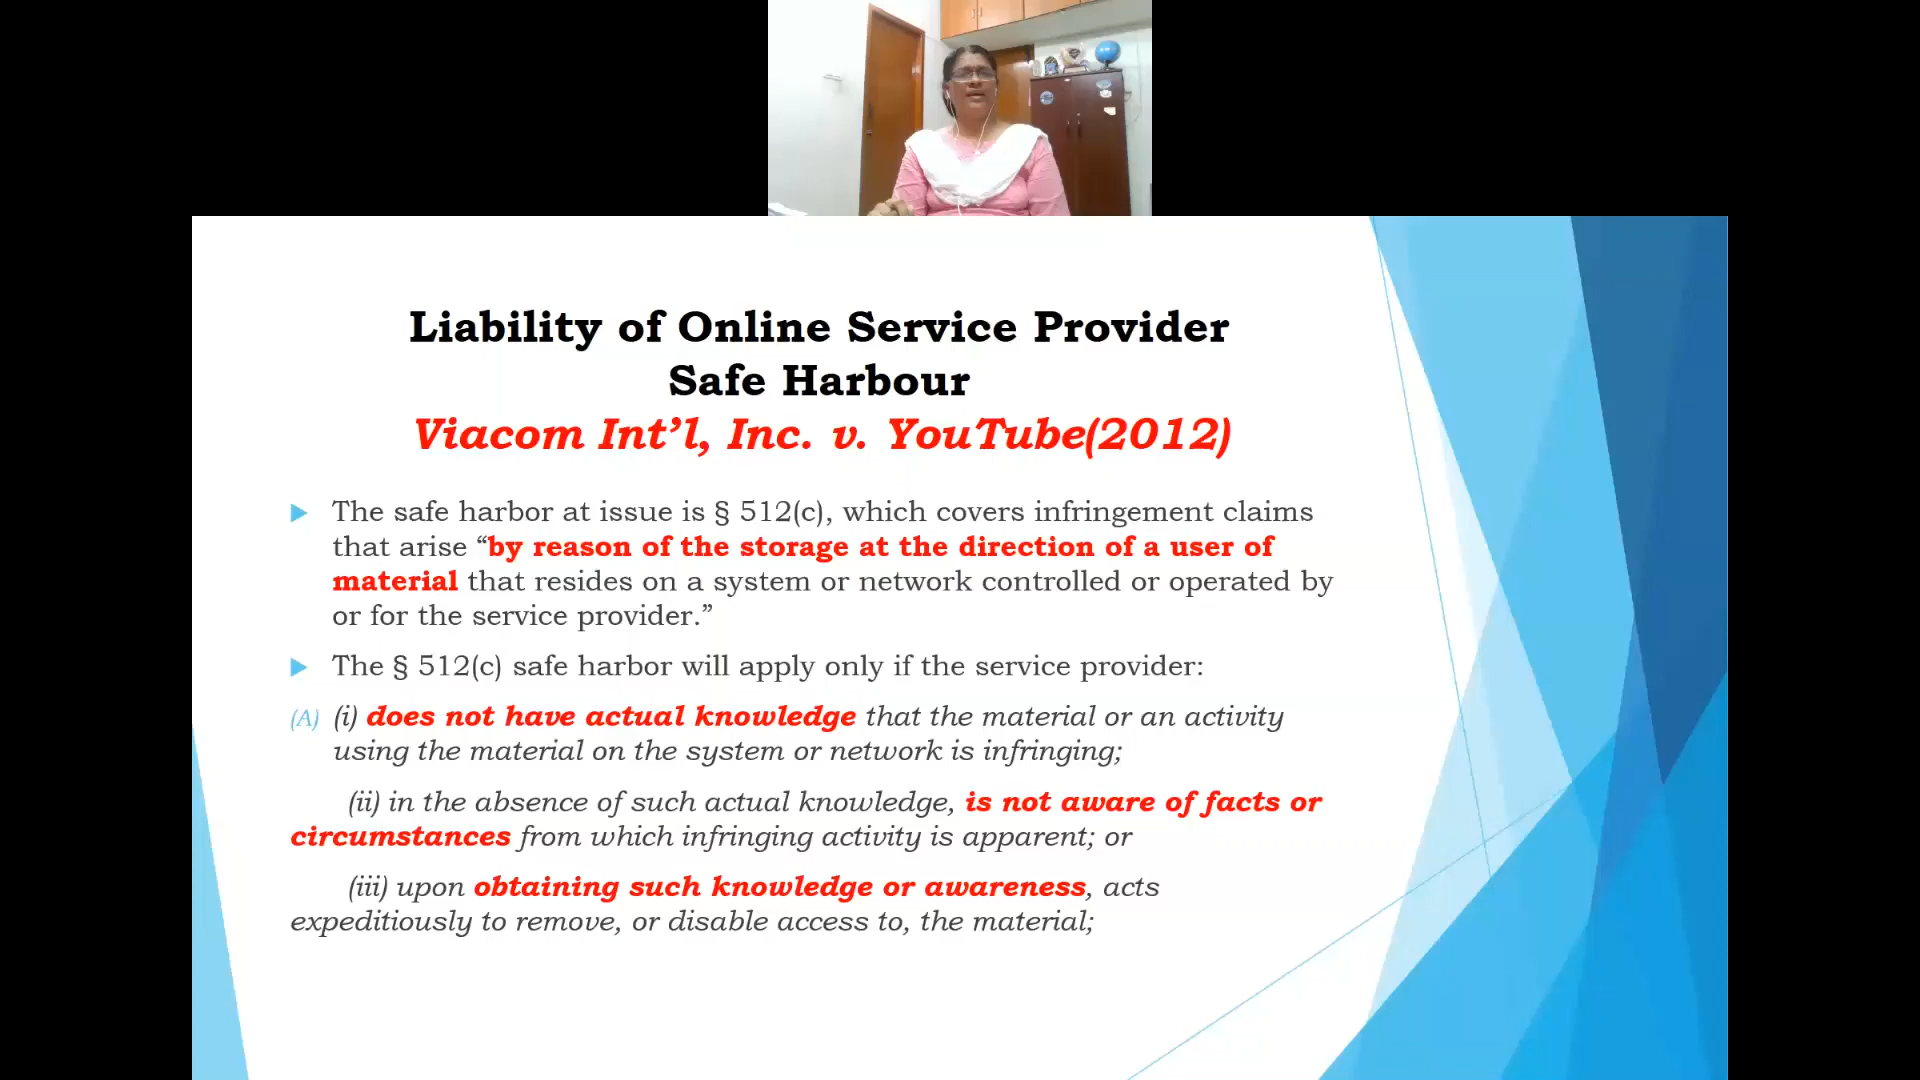 Liability of Online Service Provider
Safe Harbour
Viacom Int’l, Inc. v. YouTube(2012)
The safe harbor at issue is § 512(c), which covers infringement claims
that arise “by reason of the storage at the direction of a user of
material that resides on a system or network controlled or operated by
or for the service provider.”
The § 512(c) safe harbor will apply only if the service provider:
(A) (i) does not have actual knowledge that the material or an activity
using the material on the system or network is infringing;
(ii) in the absence of such actual knowledge, is not aware of facts or
circumstances from which infringing activity is apparent; or
(iii) upon obtaining such knowledge or awareness, acts
expeditiously to remove, or disable access to, the material;